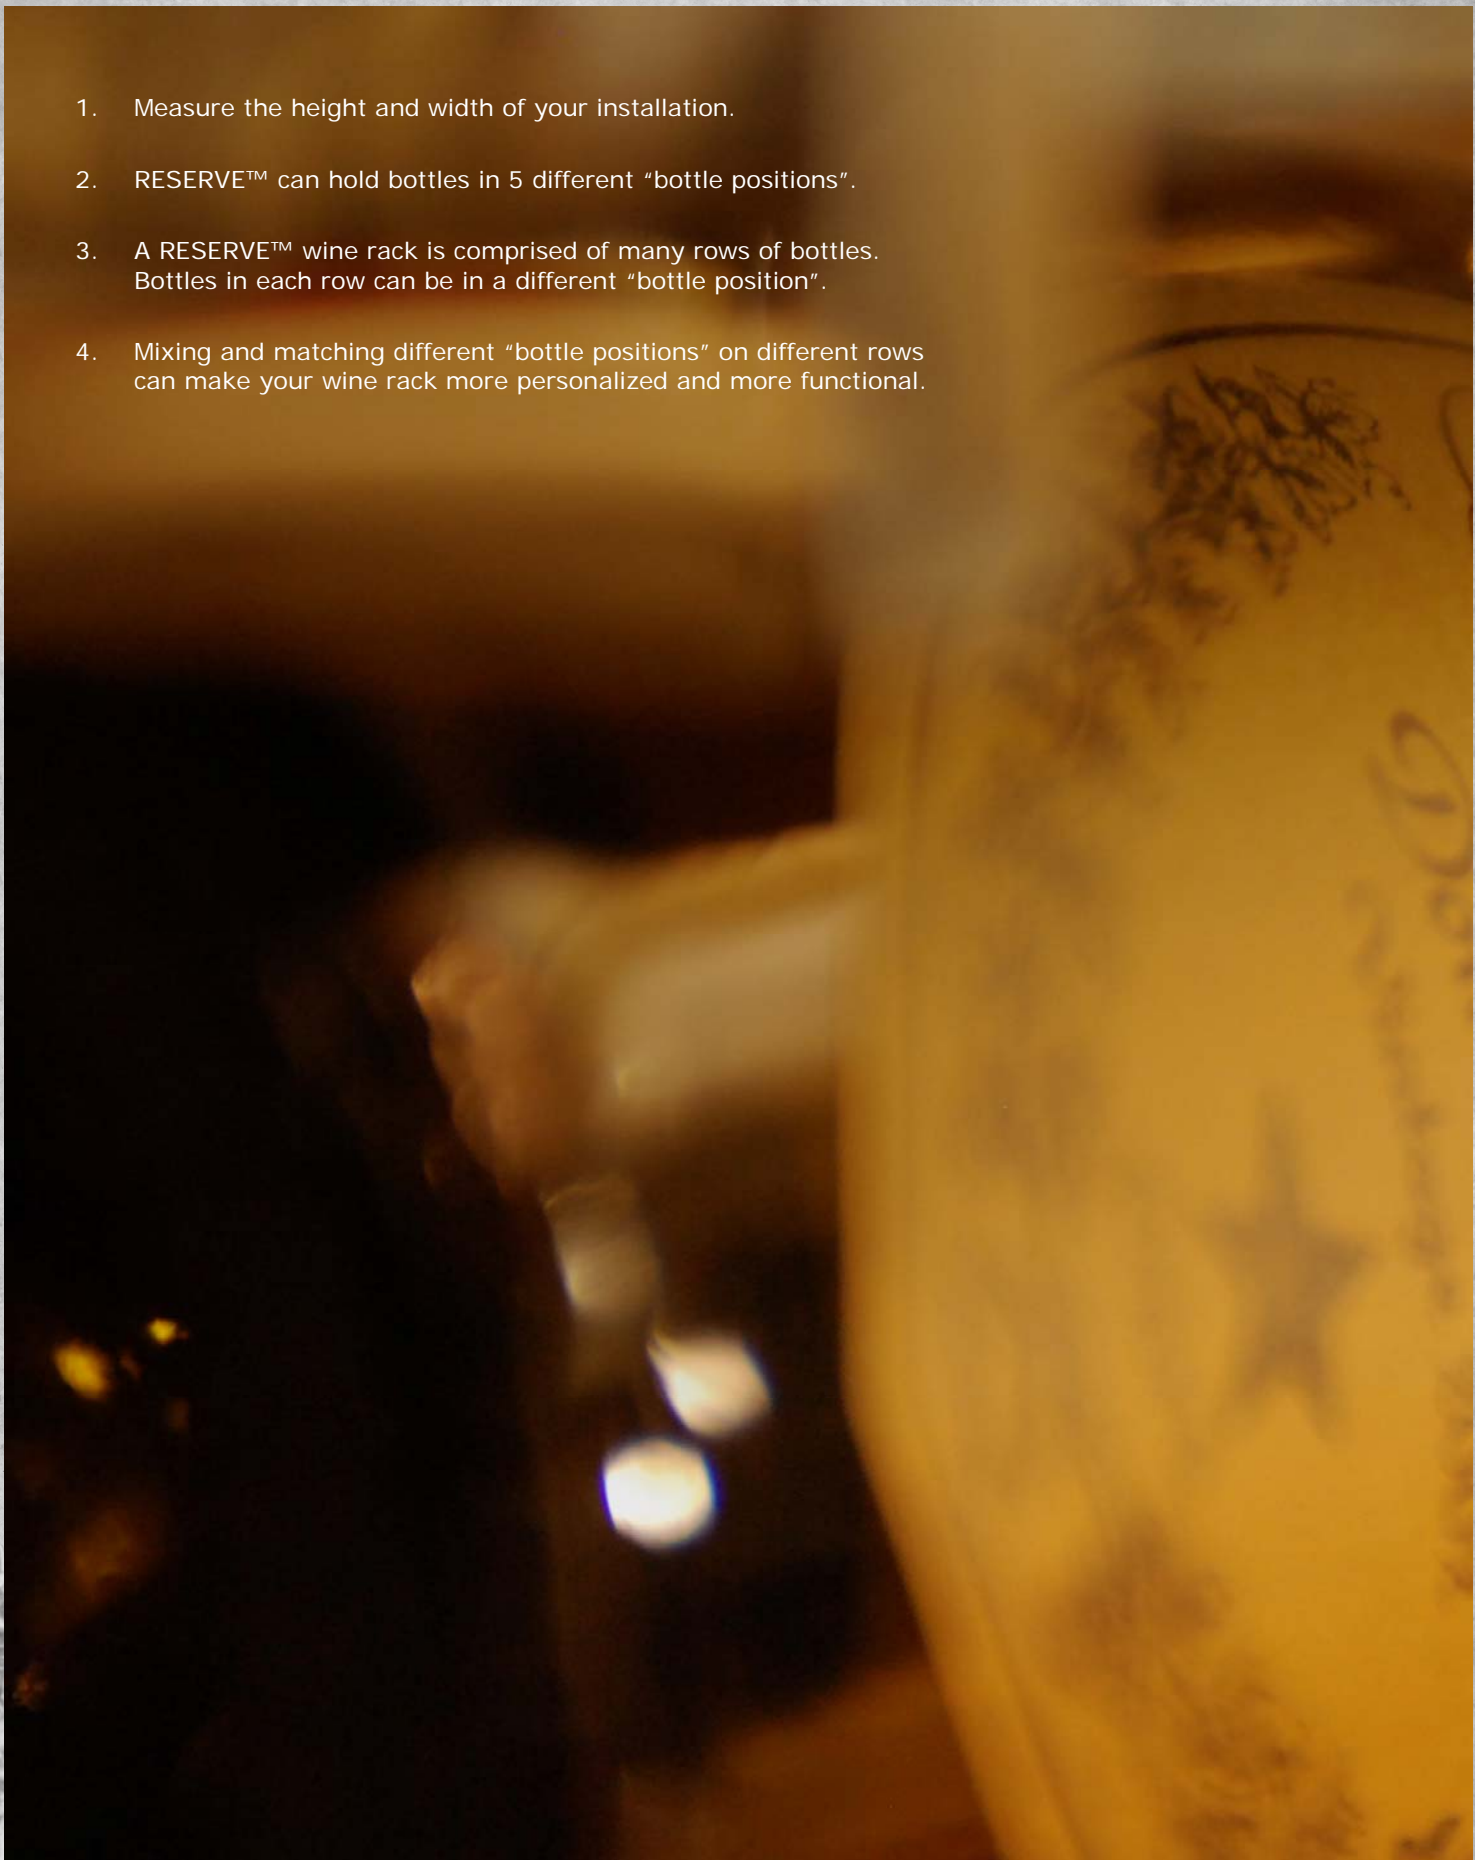 1. Measure the height and width of your installation.
2. RESERVE™ can hold bottles in 5 different “bottle positions”.
3. A RESERVE™ wine rack is comprised of many rows of bottles.
Bottles in each row can be in a different “bottle position”.
4. Mixing and matching different “bottle positions” on different rows
can make your wine rack more personalized and more functional.